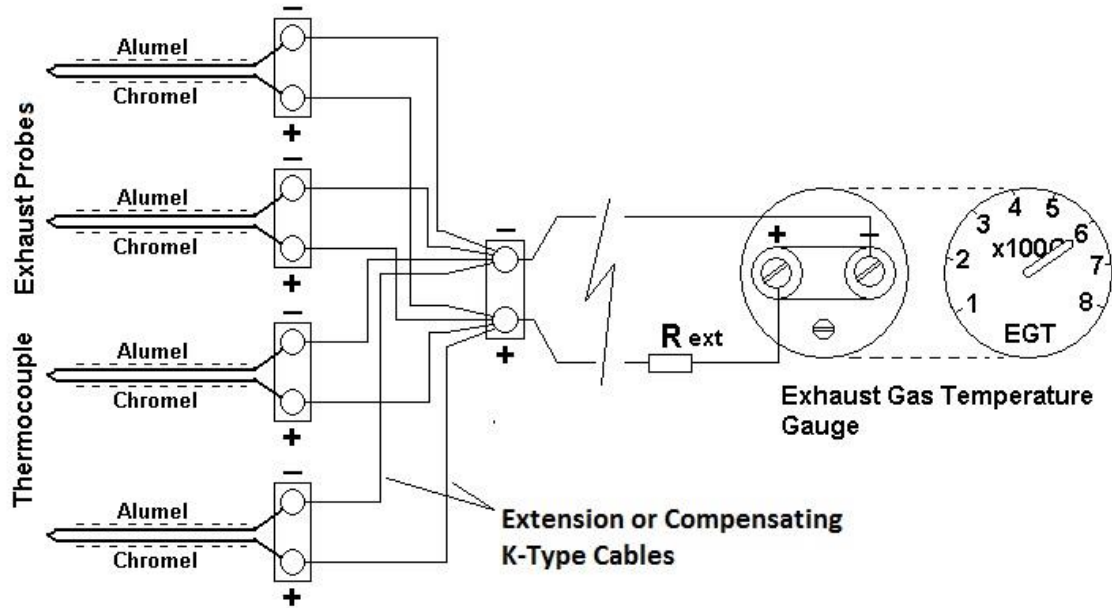 Exhaust Probes
Thermocouple
−
Alumel
Chromel
+
−
Alumel
Chromel
+
−
Alumel
Chromel
+
−
Alumel
Chromel
+
−
+
R ext
+ −
1
2
3
4
5
6
7
8
EGT
Exhaust Gas Temperature
Gauge
Extension or Compensating
K-Type Cables